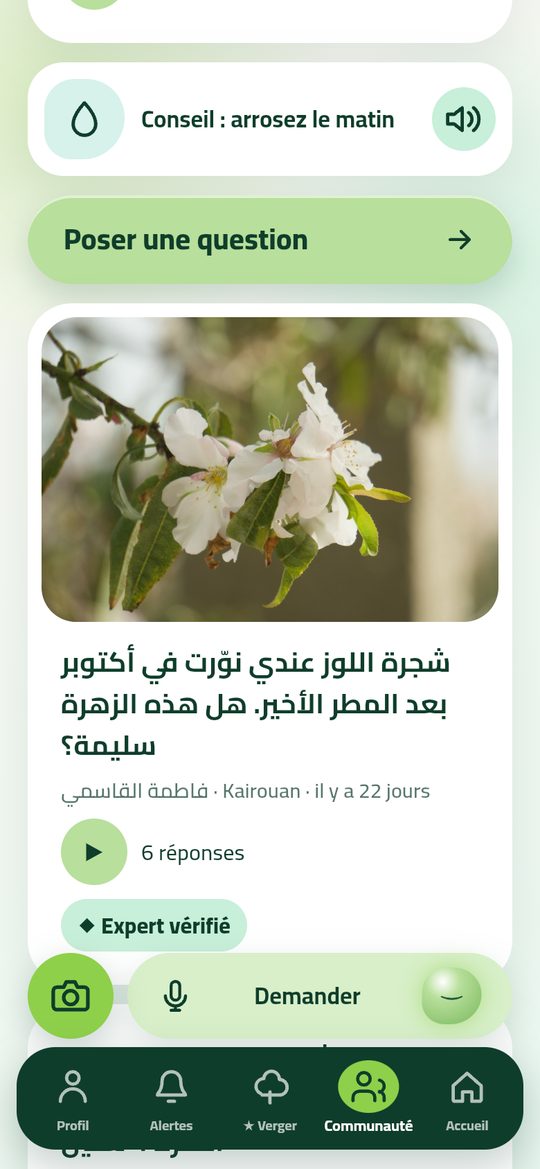 Conseil : arrosez le matin
Poser une question
شجرة اللوز عندي نوّرت في أكتوبر
بعد المطر الأخير. هل هذه الزهرة
سليمة؟
فاطمة القاسمي · Kairouan · il y a 22 jours
6 réponses
Expert vérifié
Demander
Profil
Alertes
★ Verger
Communauté
Accueil